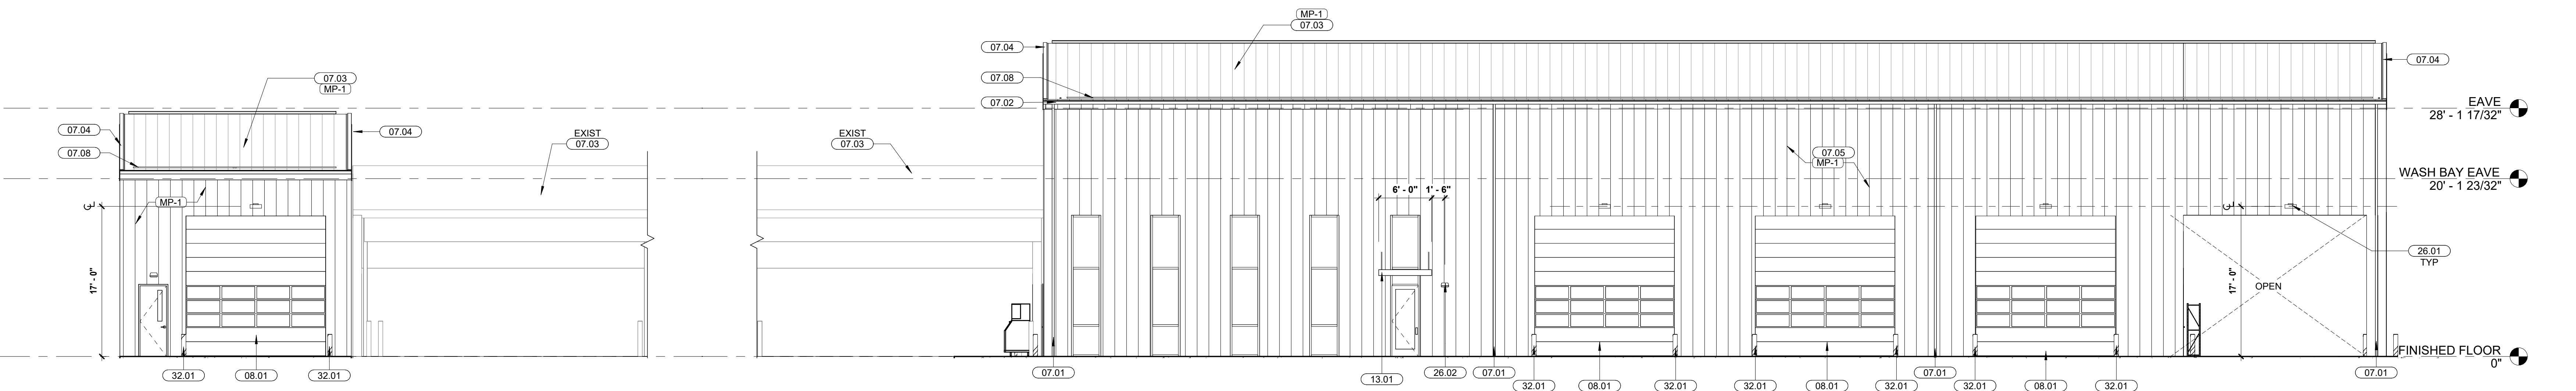 MP-1
07.03
07.04
07.04
07.03
MP-1
07.08
07.02
EAVE
28' - 1 17/32"
07.04
07.04
EXIST
07.03
EXIST
07.03
07.08
07.05
MP-1
WASH BAY EAVE
20' - 1 23/32"
6' - 0"
1' - 6"
MP-1
CL
CL
26.01
TYP
17' - 0"
17' - 0"
OPEN
FINISHED FLOOR
0"
32.01
08.01
32.01
07.01
13.01
26.02
07.01
32.01
08.01
32.01
32.01
08.01
32.01
07.01
32.01
08.01
32.01
07.01